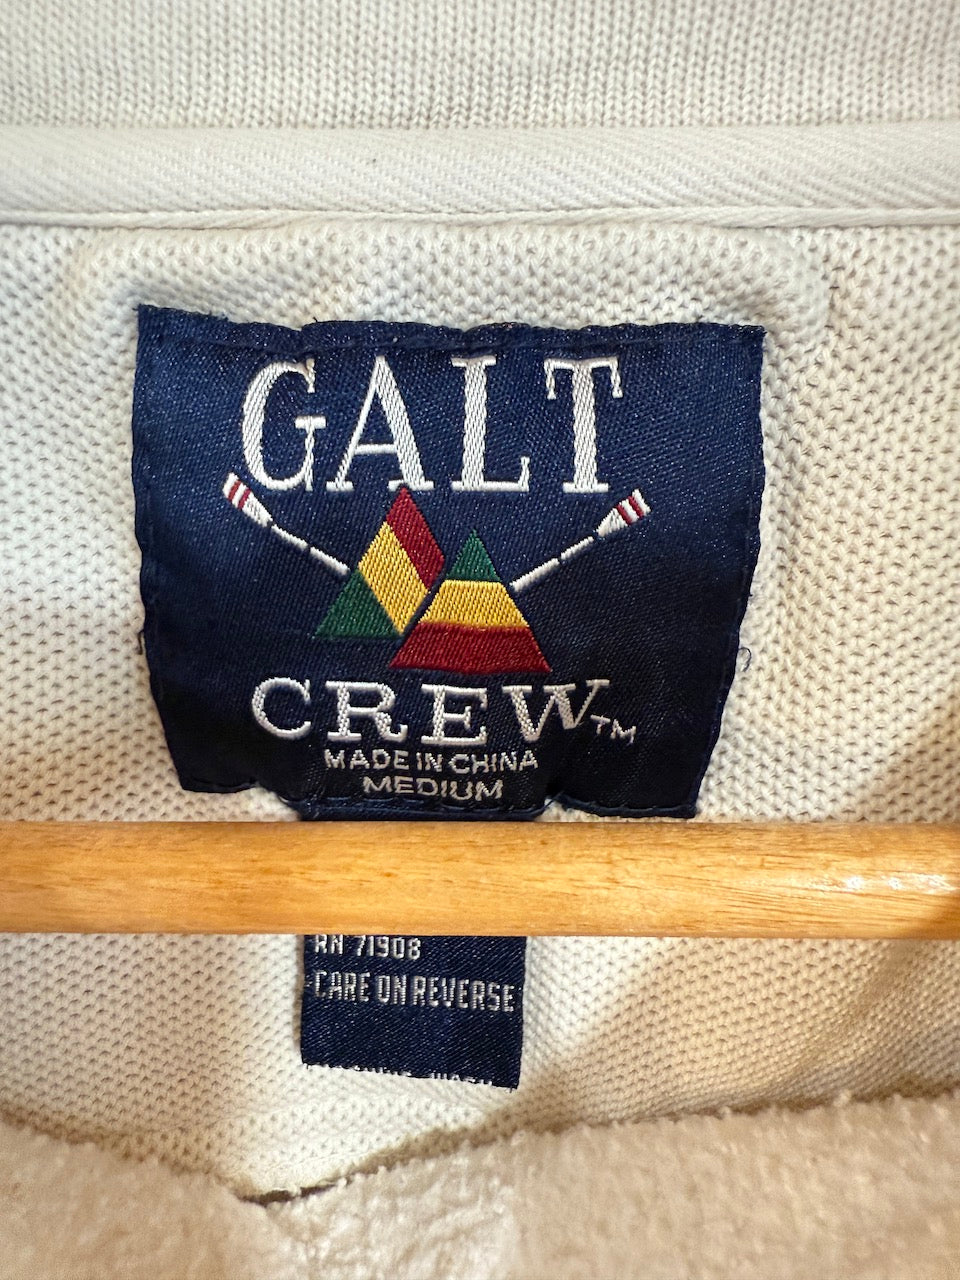 GALT
CREW™
MADE IN CHINA
MEDIUM
RN 71908
CARE ON REVERSE